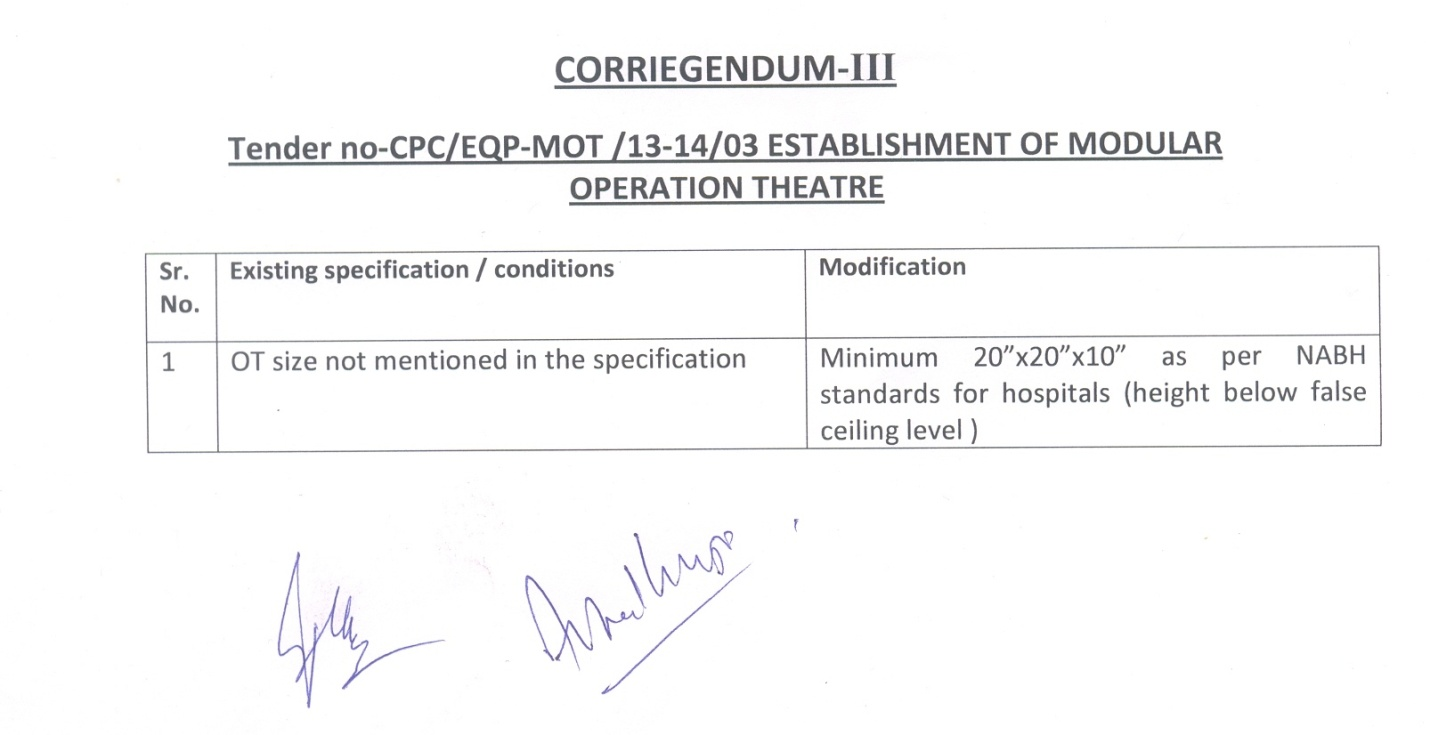 CORRIEGENDUM-III
Tender no-CPC/EQP-MOT /13-14/03 ESTABLISHMENT OF MODULAR
OPERATION THEATRE
Sr.
No.
Existing specification / conditions
Modification
1
OT size not mentioned in the specification
Minimum 20”x20”x10” as per NABH
standards for hospitals (height below false
ceiling level )